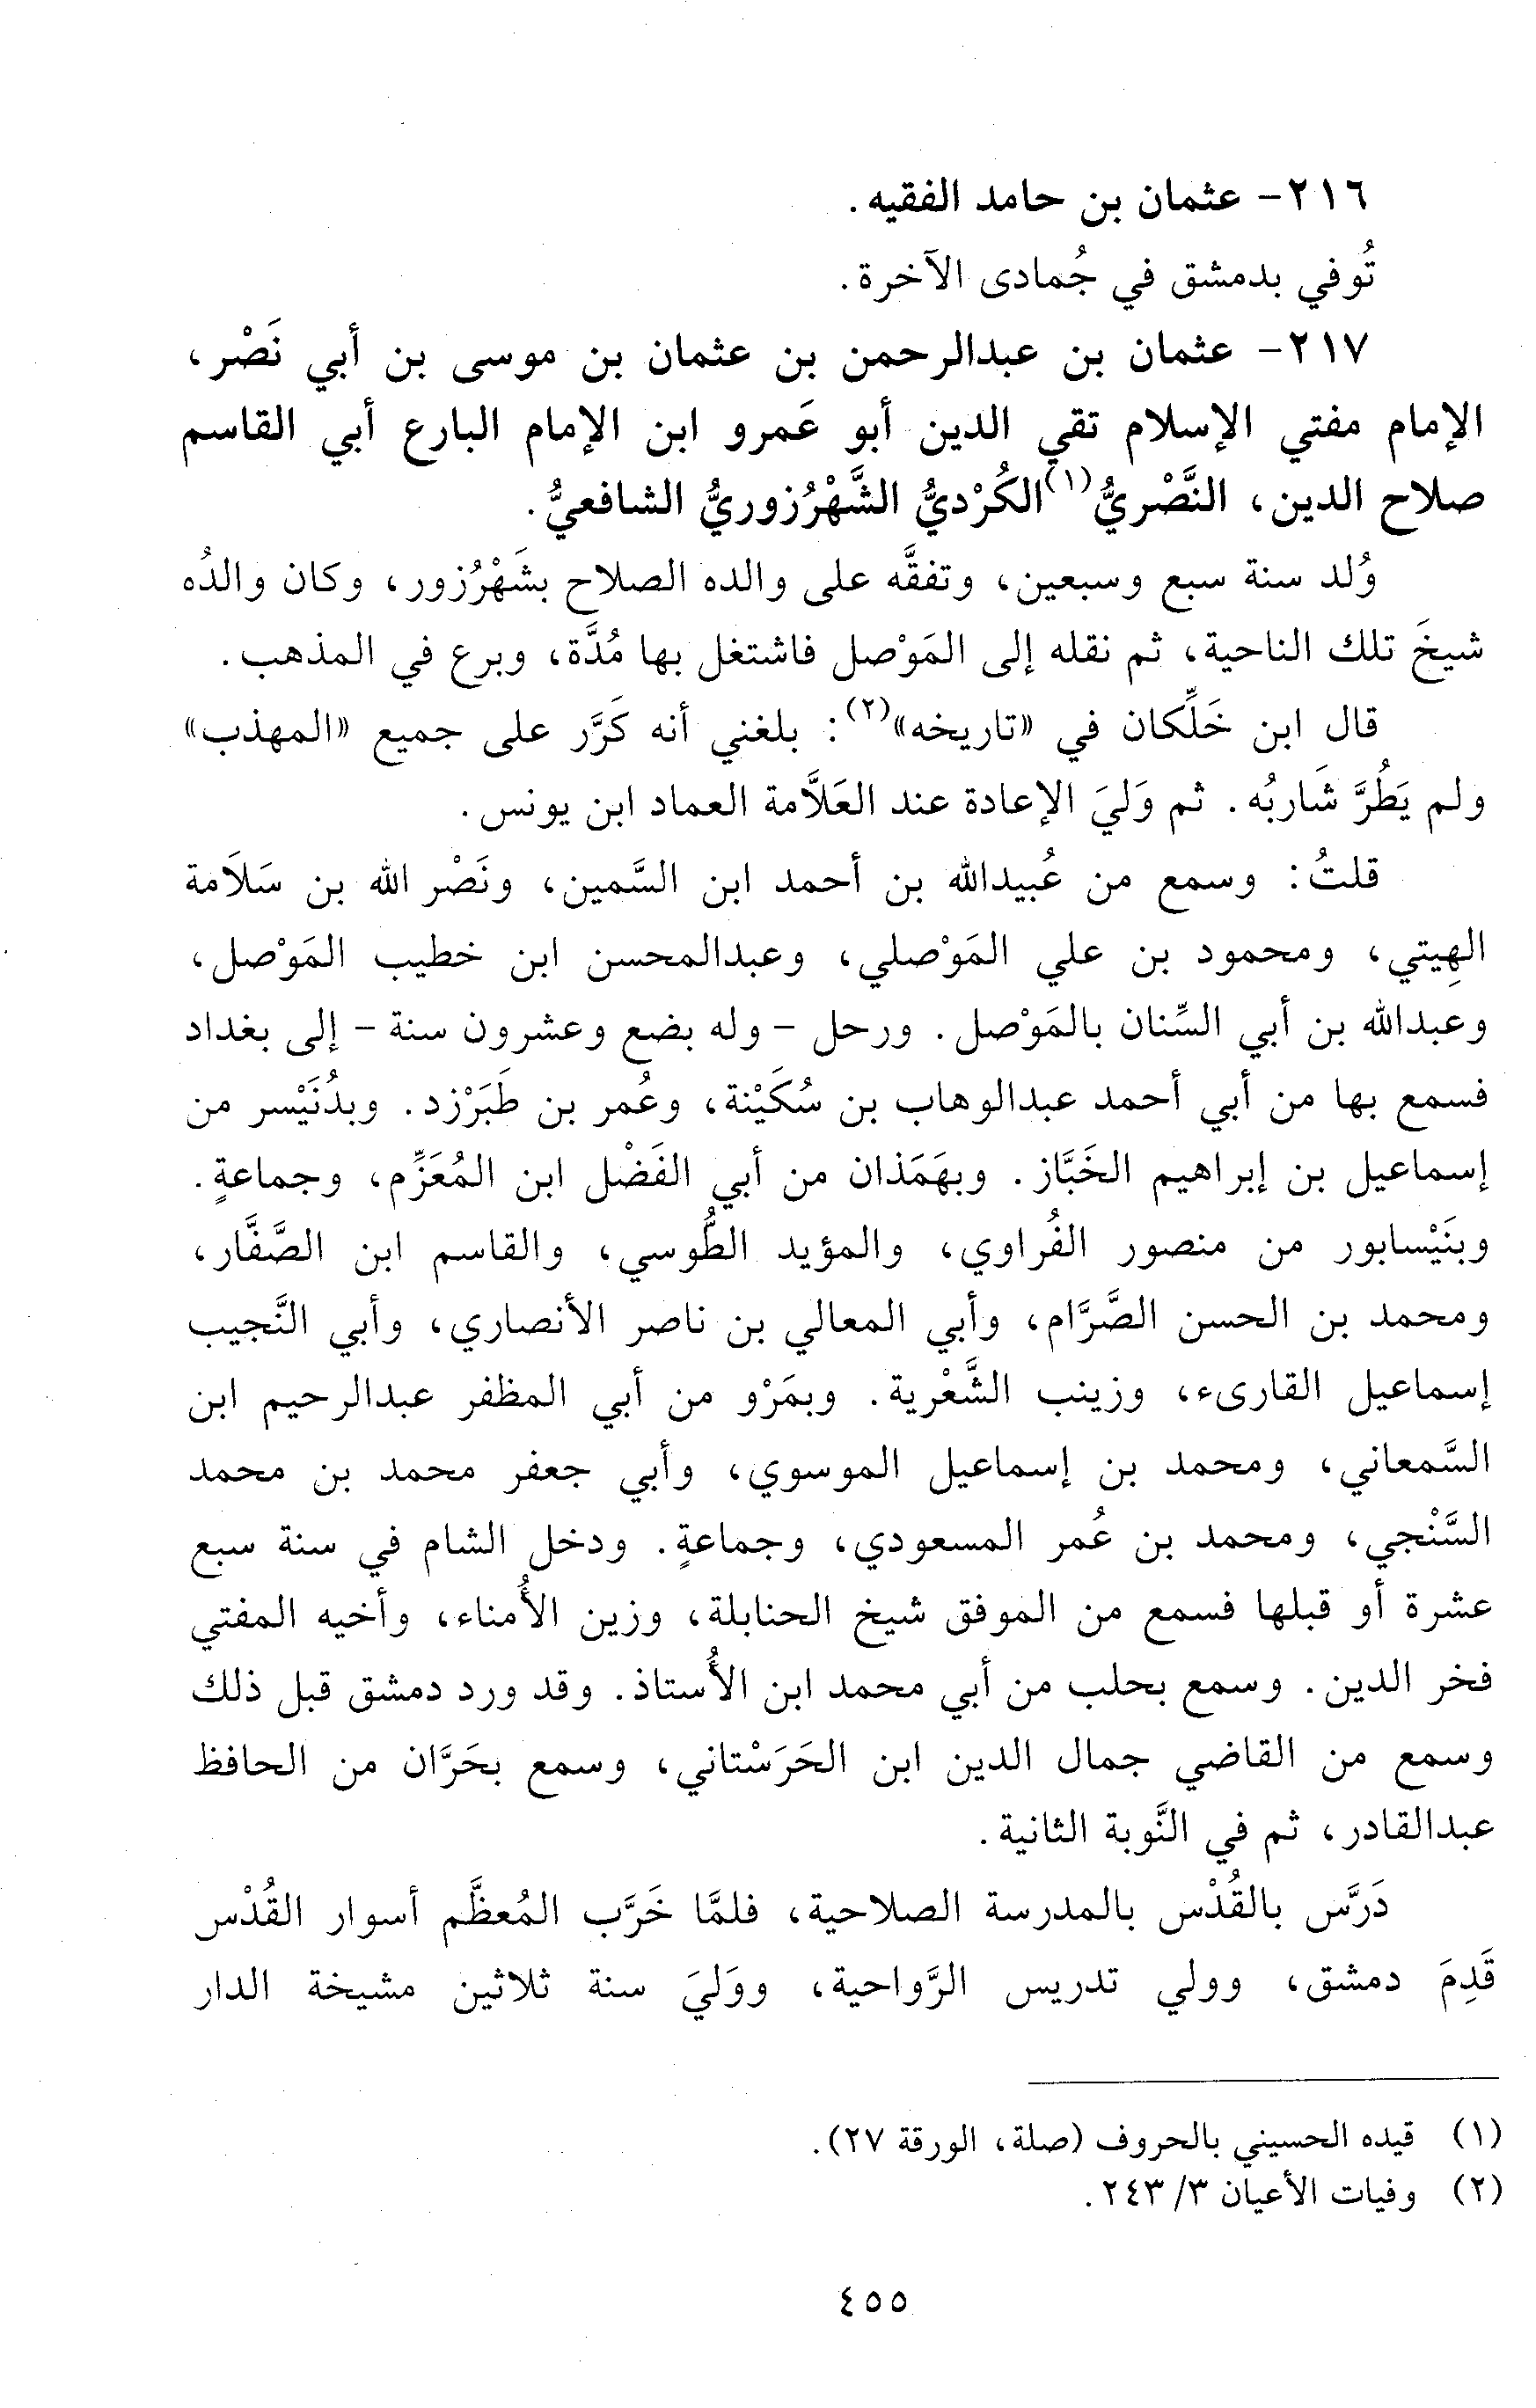 ٢١٦- عثمان بن حامد الفقيه.
تُوفي بدمشق في جُمادى الآخرة.
٢١٧- عثمان بن عبدالرحمن بن عثمان بن موسى بن أبي نَصْر،
الإمام مفتي الإسلام تقي الدين أبو عَمرو ابن الإمام البارع أبي القاسم
صلاح الدين، النَّصْريُّ(١) الكُرْديُّ الشَّهْرُزوريُّ الشافعيُّ.
وُلد سنة سبع وسبعين، وتفقَّه على والده الصلاح بشَهْرُزور، وكان والدُه
شيخَ تلك الناحية، ثم نقله إلى المَوْصل فاشتغل بها مُدَّة، وبرع في المذهب.
قال ابن خَلِّكان في «تاريخه»(٢): بلغني أنه كَرَّر على جميع «المهذب»
ولم يَطُرَّ شَاربُه. ثم وَليَ الإعادة عند العَلاَّمة العماد ابن يونس.
قلتُ: وسمع من عُبيدالله بن أحمد ابن السَّمين، ونَصْر الله بن سَلاَمة
الهِيتي، ومحمود بن علي المَوْصلي، وعبدالمحسن ابن خطيب المَوْصل،
وعبدالله بن أبي السِّنان بالمَوْصل. ورحل - وله بضع وعشرون سنة - إلى بغداد
فسمع بها من أبي أحمد عبدالوهاب بن سُكَيْنة، وعُمر بن طَبَرْزد. وبدُنَيْسر من
إسماعيل بن إبراهيم الخَبَّاز. وبهَمَذان من أبي الفَضْل ابن المُعَزِّم، وجماعةٍ.
وبنَيْسابور من منصور الفُراوي، والمؤيد الطُّوسي، والقاسم ابن الصَّفَّار،
ومحمد بن الحسن الصَّرَّام، وأبي المعالي بن ناصر الأنصاري، وأبي النَّجيب
إسماعيل القارىء، وزينب الشَّعْرية. وبمَرْو من أبي المظفر عبدالرحيم ابن
السَّمعاني، ومحمد بن إسماعيل الموسوي، وأبي جعفر محمد بن محمد
السَّنْجي، ومحمد بن عُمر المسعودي، وجماعةٍ. ودخل الشام في سنة سبع
عشرة أو قبلها فسمع من الموفق شيخ الحنابلة، وزين الأُمناء، وأخيه المفتي
فخر الدين. وسمع بحلب من أبي محمد ابن الأُستاذ. وقد ورد دمشق قبل ذلك
وسمع من القاضي جمال الدين ابن الحَرَسْتاني، وسمع بحَرَّان من الحافظ
عبدالقادر، ثم في النَّوبة الثانية.
دَرَّس بالقُدْس بالمدرسة الصلاحية، فلمَّا خَرَّب المُعظَّم أسوار القُدْس
قَدِمَ دمشق، وولي تدريس الرَّواحية، ووَليَ سنة ثلاثين مشيخة الدار
(١) قيده الحسيني بالحروف (صلة، الورقة ٢٧).
(٢) وفيات الأعيان ٣/ ٢٤٣.
٤٥٥